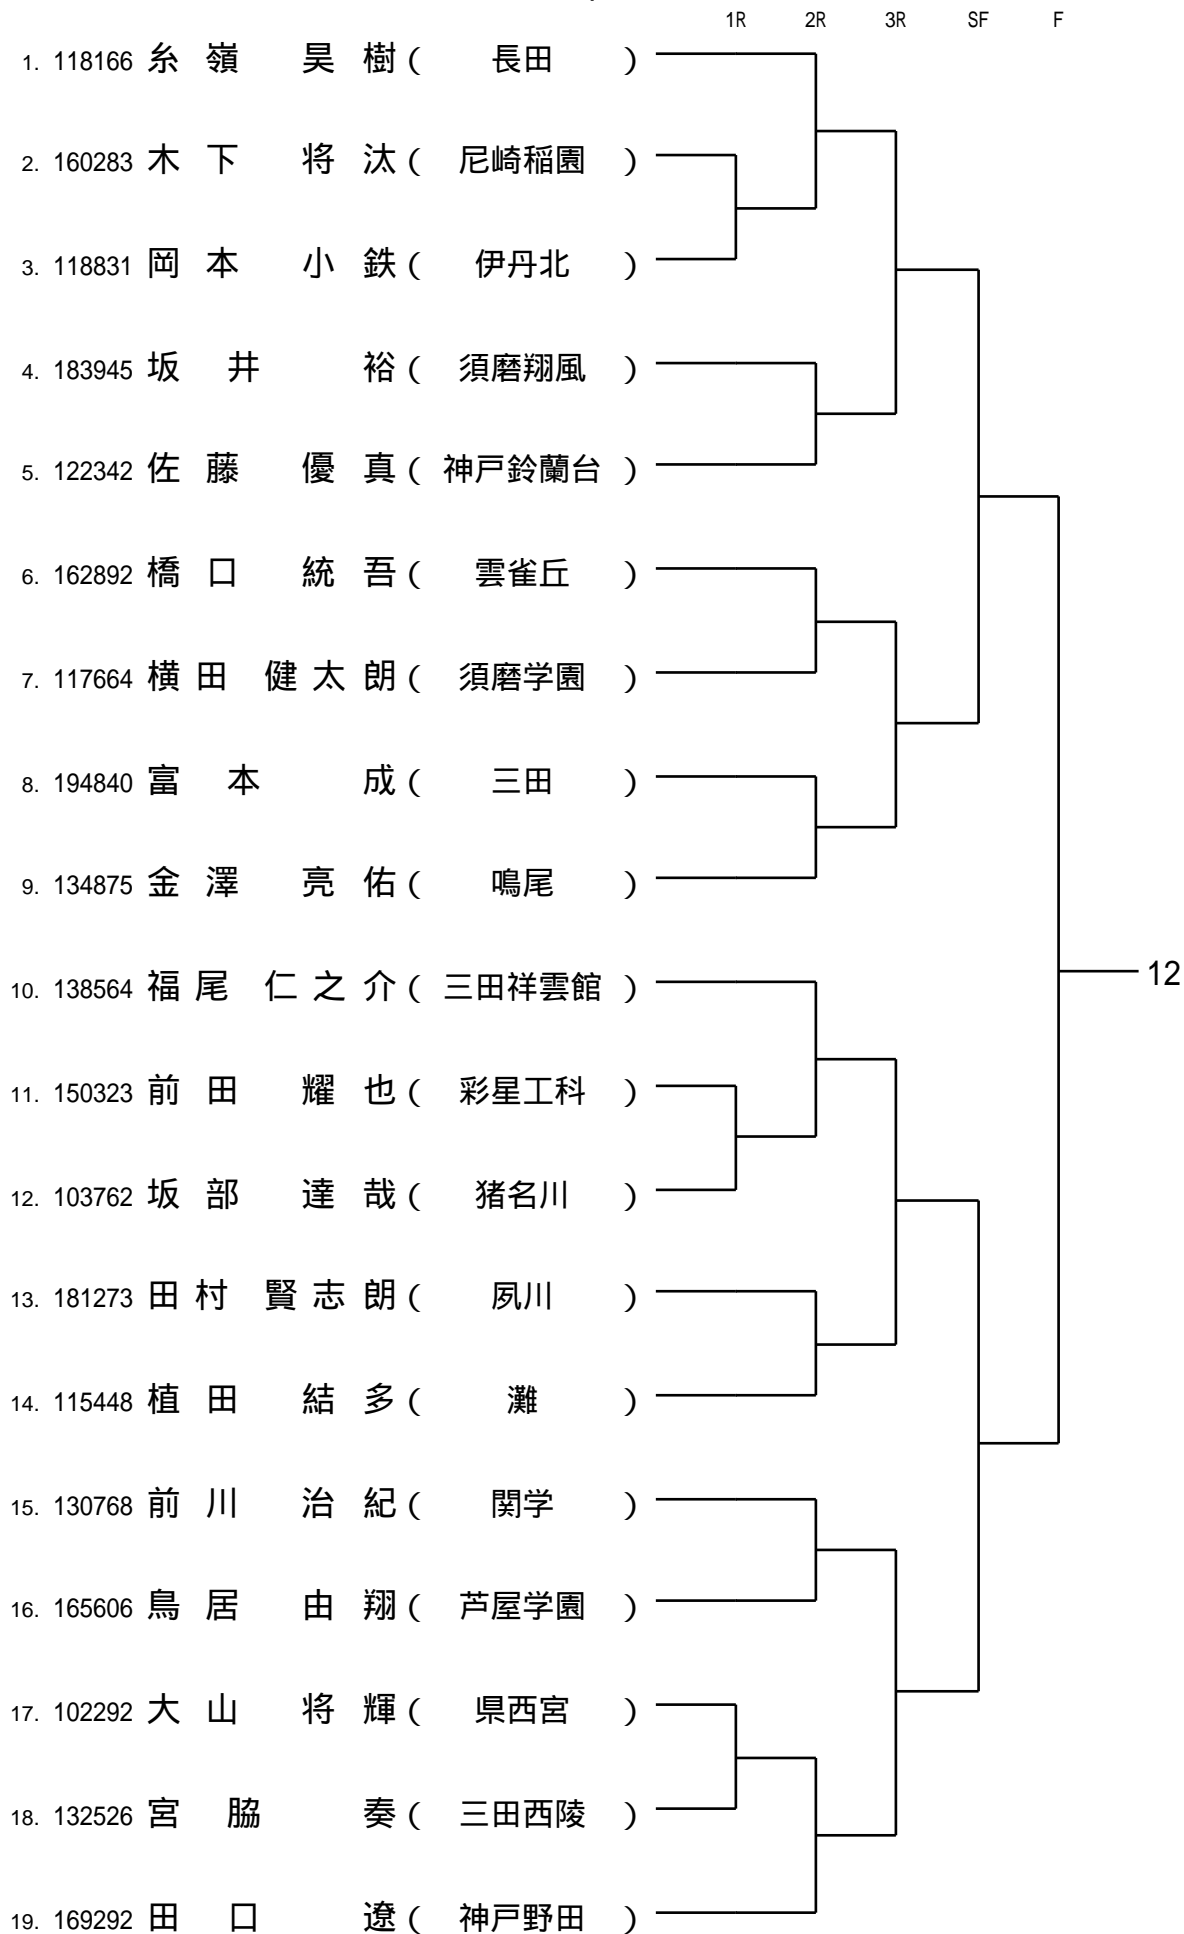 1R 2R 3R SF F
1. 118166 糸嶺 昊樹 ( 長田 )
2. 160283 木下 将汰 ( 尼崎稲園 )
3. 118831 岡本 小鉄 ( 伊丹北 )
4. 183945 坂井 裕 ( 須磨翔風 )
5. 122342 佐藤 優真 ( 神戸鈴蘭台 )
6. 162892 橋口 統吾 ( 雲雀丘 )
7. 117664 横田 健太朗 ( 須磨学園 )
8. 194840 富本 成 ( 三田 )
9. 134875 金澤 亮佑 ( 鳴尾 )
10. 138564 福尾 仁之介 ( 三田祥雲館 )
12
11. 150323 前田 耀也 ( 彩星工科 )
12. 103762 坂部 達哉 ( 猪名川 )
13. 181273 田村 賢志朗 ( 夙川 )
14. 115448 植田 結多 ( 灘 )
15. 130768 前川 治紀 ( 関学 )
16. 165606 鳥居 由翔 ( 芦屋学園 )
17. 102292 大山 将輝 ( 県西宮 )
18. 132526 宮脇 奏 ( 三田西陵 )
19. 169292 田口 遼 ( 神戸野田 )